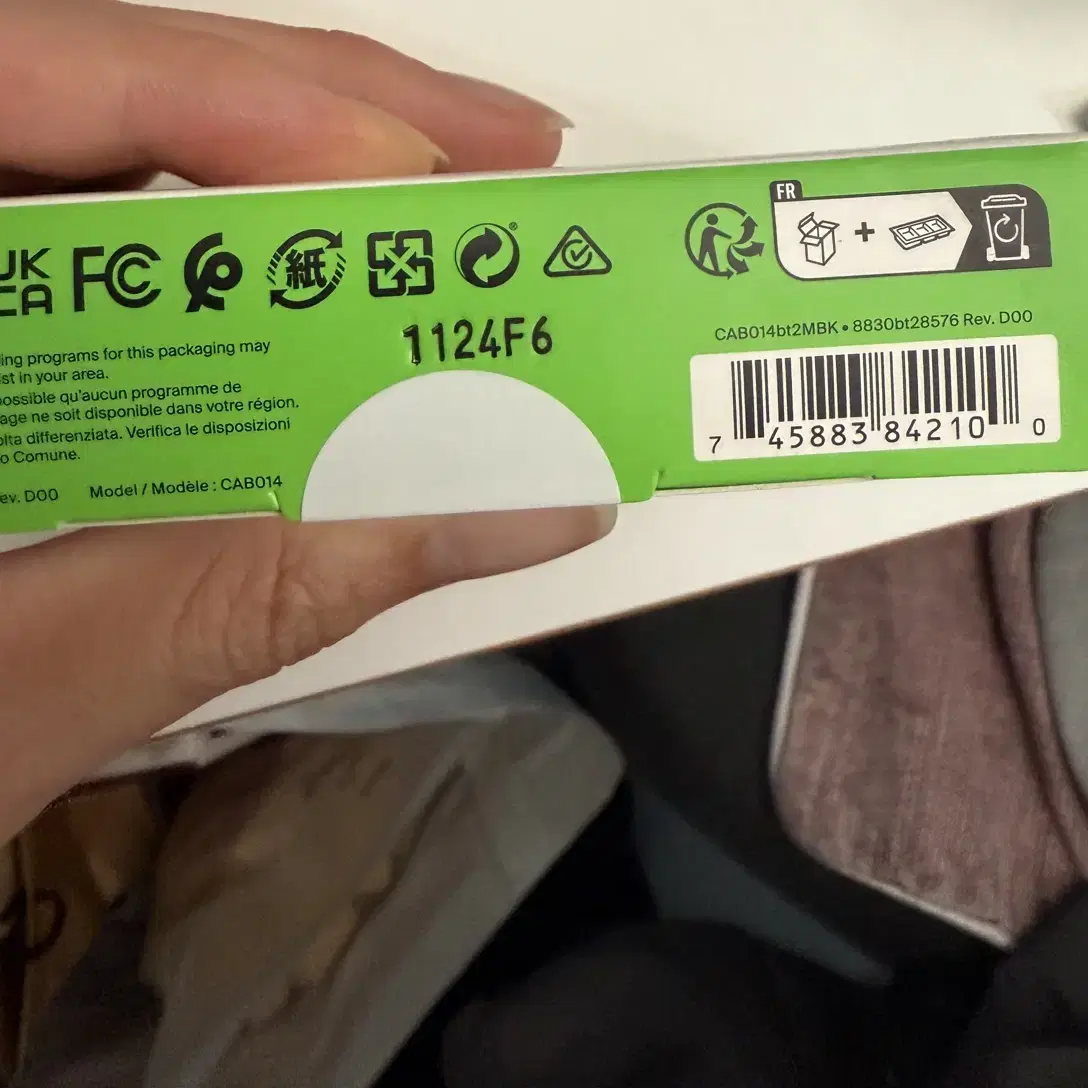 UK
CA
FC
紙
®
FR
1124F6
ing programs for this packaging may
st in your area.
possible qu'aucun programme de
age ne soit disponible dans votre région.
olta differenziata. Verifica le disposizioni
o Comune.
ev. D00 Model / Modèle : CAB014
CAB014bt2MBK • 8830bt28576 Rev. D00
7 45883 84210 0